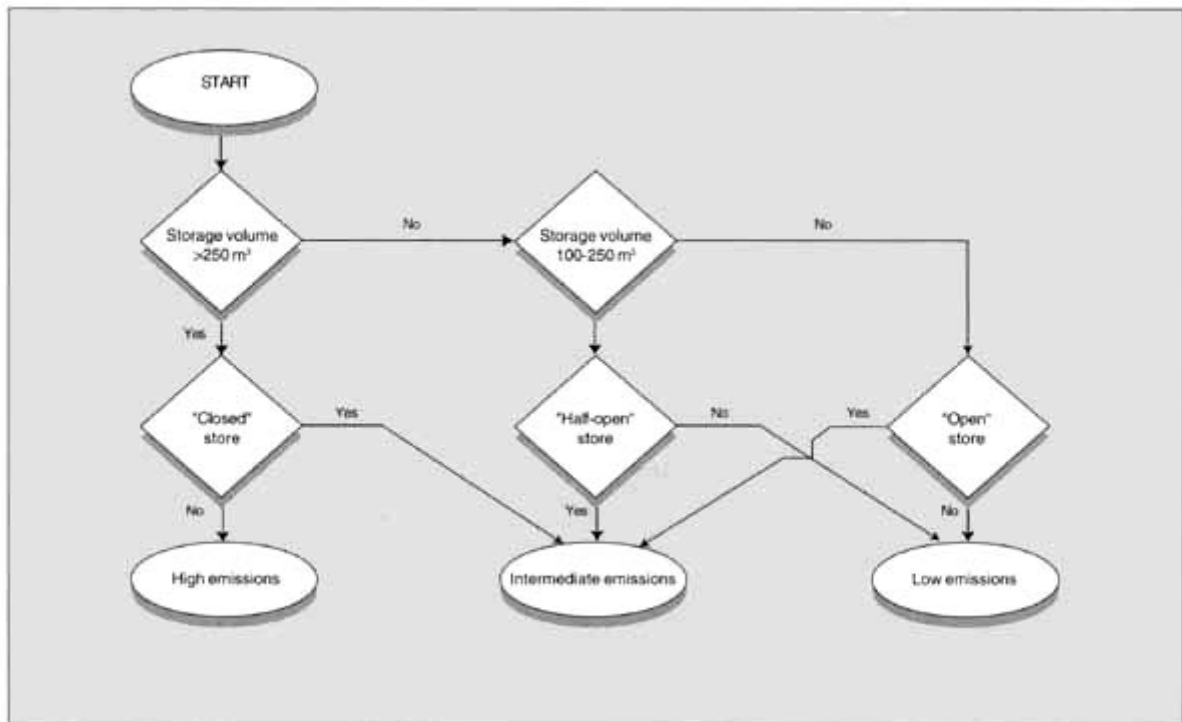 START
Storage volume
>250 m³
No
Storage volume
100-250 m³
No
Yes
"Closed"
store
Yes
"Half-open"
store
No
Yes
"Open"
store
No
Yes
No
High emissions
Intermediate emissions
Low emissions